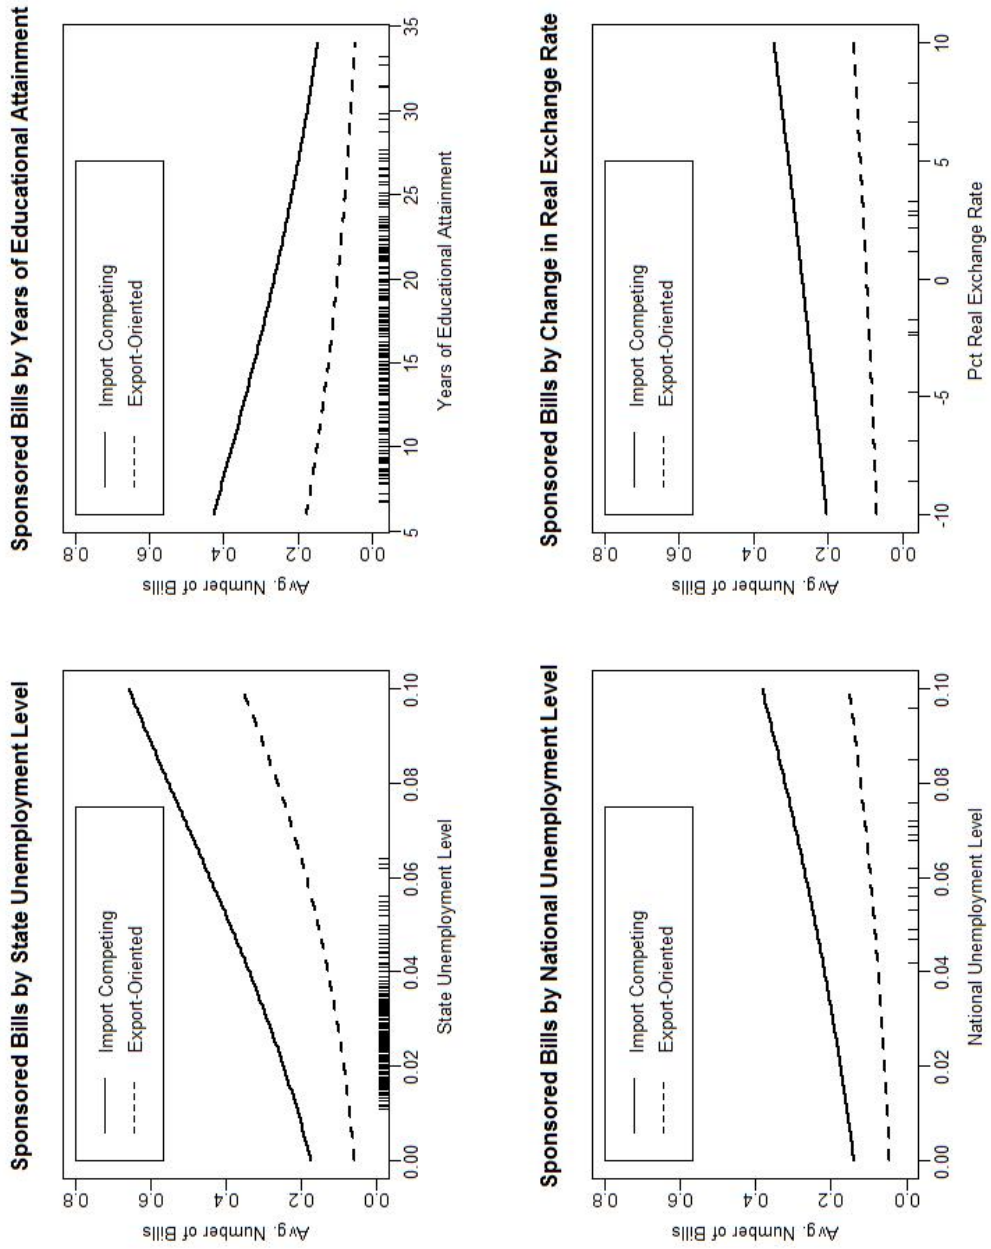 Sponsored Bills by State Unemployment Level
Avg. Number of Bills
0.0 0.2 0.4 0.6 0.8
Import Competing
Export-Oriented
0.00 0.02 0.04 0.06 0.08 0.10
State Unemployment Level
Sponsored Bills by Years of Educational Attainment
Avg. Number of Bills
0.0 0.2 0.4 0.6 0.8
Import Competing
Export-Oriented
5 10 15 20 25 30 35
Years of Educational Attainment
Sponsored Bills by National Unemployment Level
Avg. Number of Bills
0.0 0.2 0.4 0.6 0.8
Import Competing
Export-Oriented
0.00 0.02 0.04 0.06 0.08 0.10
National Unemployment Level
Sponsored Bills by Change in Real Exchange Rate
Avg. Number of Bills
0.0 0.2 0.4 0.6 0.8
Import Competing
Export-Oriented
-10 -5 0 5 10
Pct Real Exchange Rate